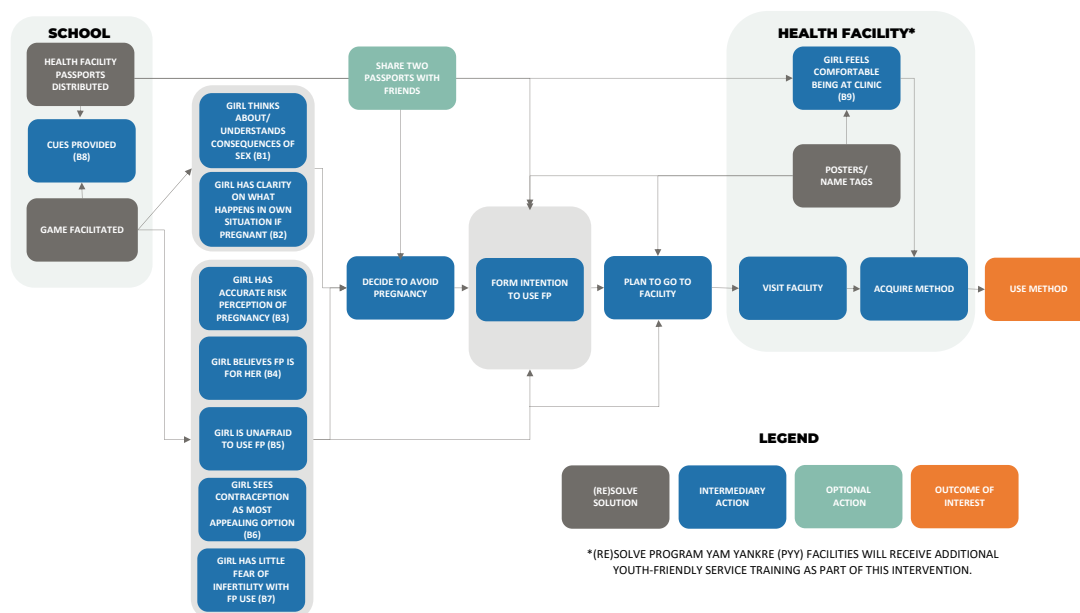 SCHOOL
HEALTH FACILITY
PASSPORTS
DISTRIBUTED
CUES PROVIDED
(B8)
GAME FACILITATED
GIRL THINKS
ABOUT/
UNDERSTANDS
CONSEQUENCES OF
SEX (B1)
GIRL HAS CLARITY
ON WHAT
HAPPENS IN OWN
SITUATION IF
PREGNANT (B2)
GIRL HAS
ACCURATE RISK
PERCEPTION OF
PREGNANCY (B3)
GIRL BELIEVES FP IS
FOR HER (B4)
GIRL IS UNAFRAID
TO USE FP (B5)
GIRL SEES
CONTRACEPTION
AS MOST
APPEALING OPTION
(B6)
GIRL HAS LITTLE
FEAR OF
INFERTILITY WITH
FP USE (B7)
SHARE TWO
PASSPORTS WITH
FRIENDS
DECIDE TO AVOID
PREGNANCY
FORM INTENTION
TO USE FP
PLAN TO GO TO
FACILITY
HEALTH FACILITY*
GIRL FEELS
COMFORTABLE
BEING AT CLINIC
(B9)
POSTERS/
NAME TAGS
VISIT FACILITY
ACQUIRE METHOD
USE METHOD
LEGEND
(RE)SOLVE
SOLUTION
INTERMEDIARY
ACTION
OPTIONAL
ACTION
OUTCOME OF
INTEREST
*(RE)SOLVE PROGRAM YAM YANKRE (PYY) FACILITIES WILL RECEIVE ADDITIONAL
YOUTH-FRIENDLY SERVICE TRAINING AS PART OF THIS INTERVENTION.